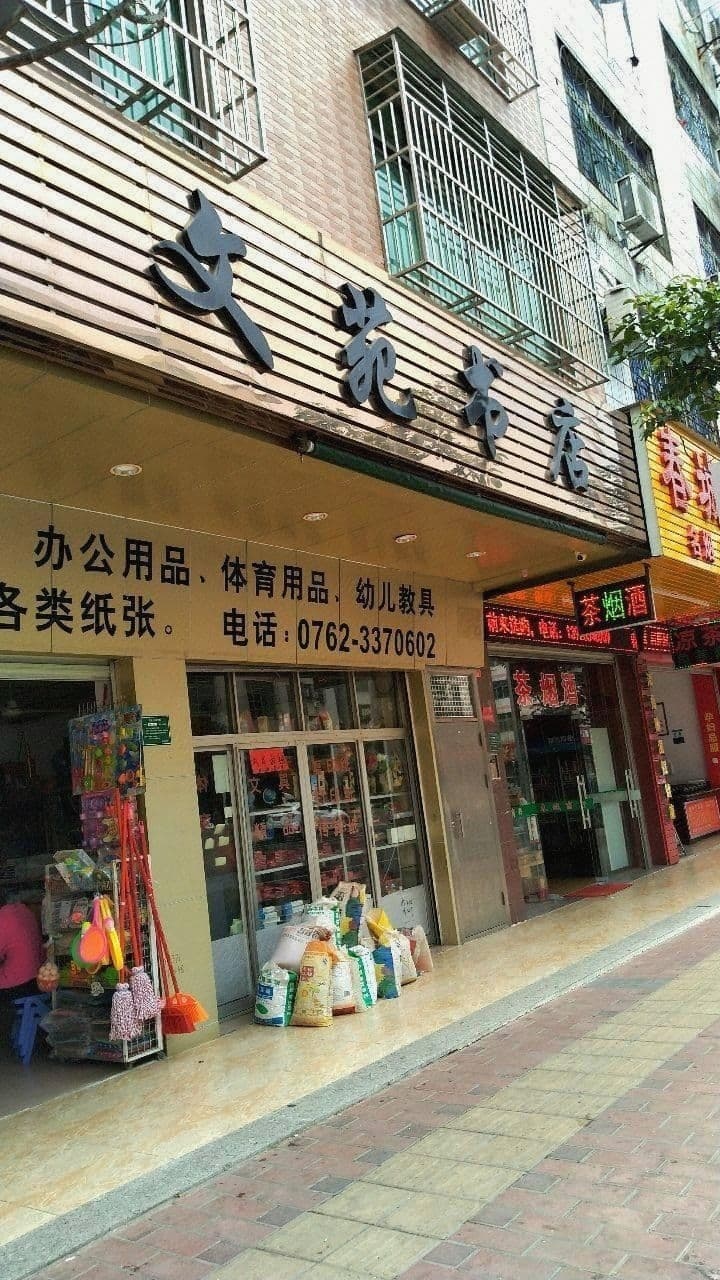 文苑书店
办公用品、体育用品、幼儿教具
各类纸张。 电话:0762-3370602
春
茶烟酒
茶烟酒